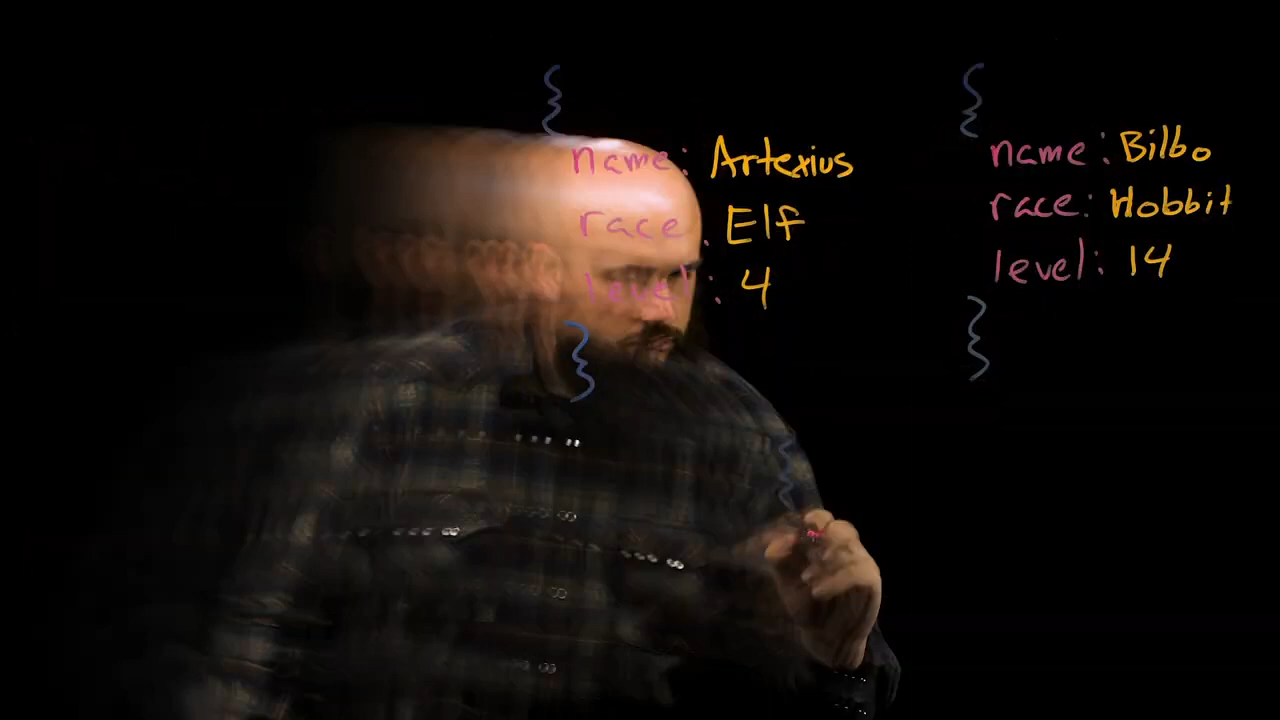 {
name: Artexius
race: Elf
level: 4
}
{
name: Bilbo
race: Hobbit
level: 14
}
{